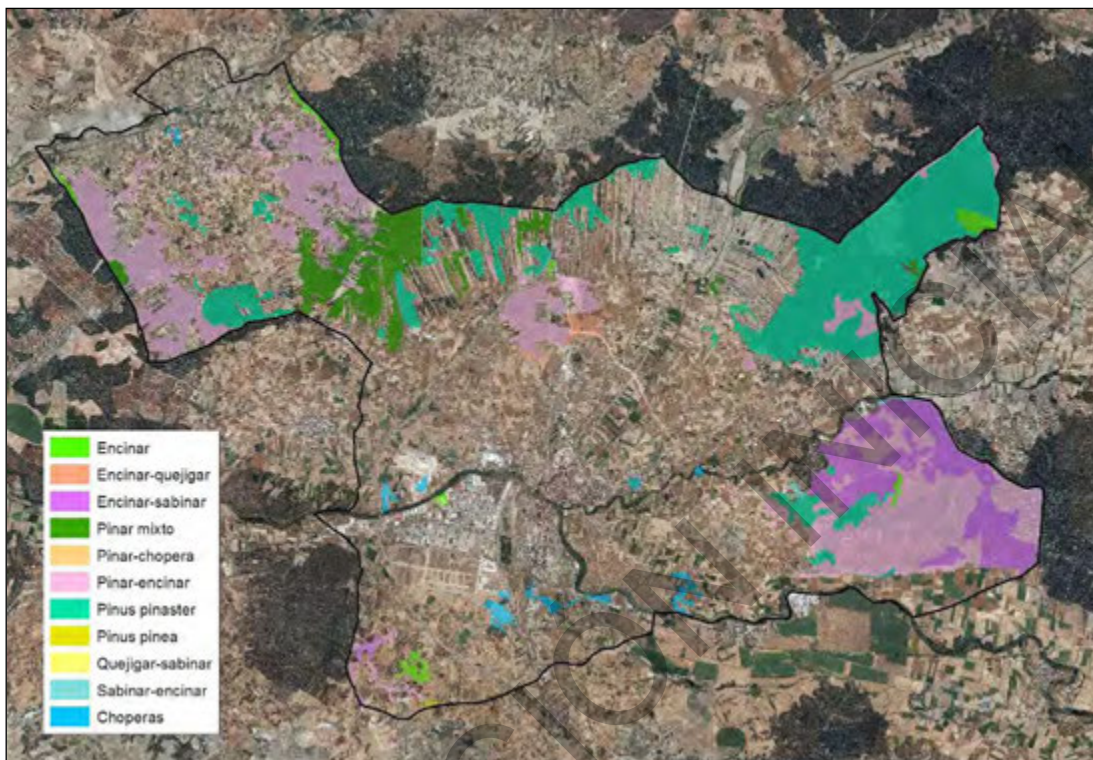 Encinar
Encinar-quejigar
Encinar-sabinar
Pinar mixto
Pinar-chopera
Pinar-encinar
Pinus pinaster
Pinus pinea
Quejigar-sabinar
Sabinar-encinar
Choperas